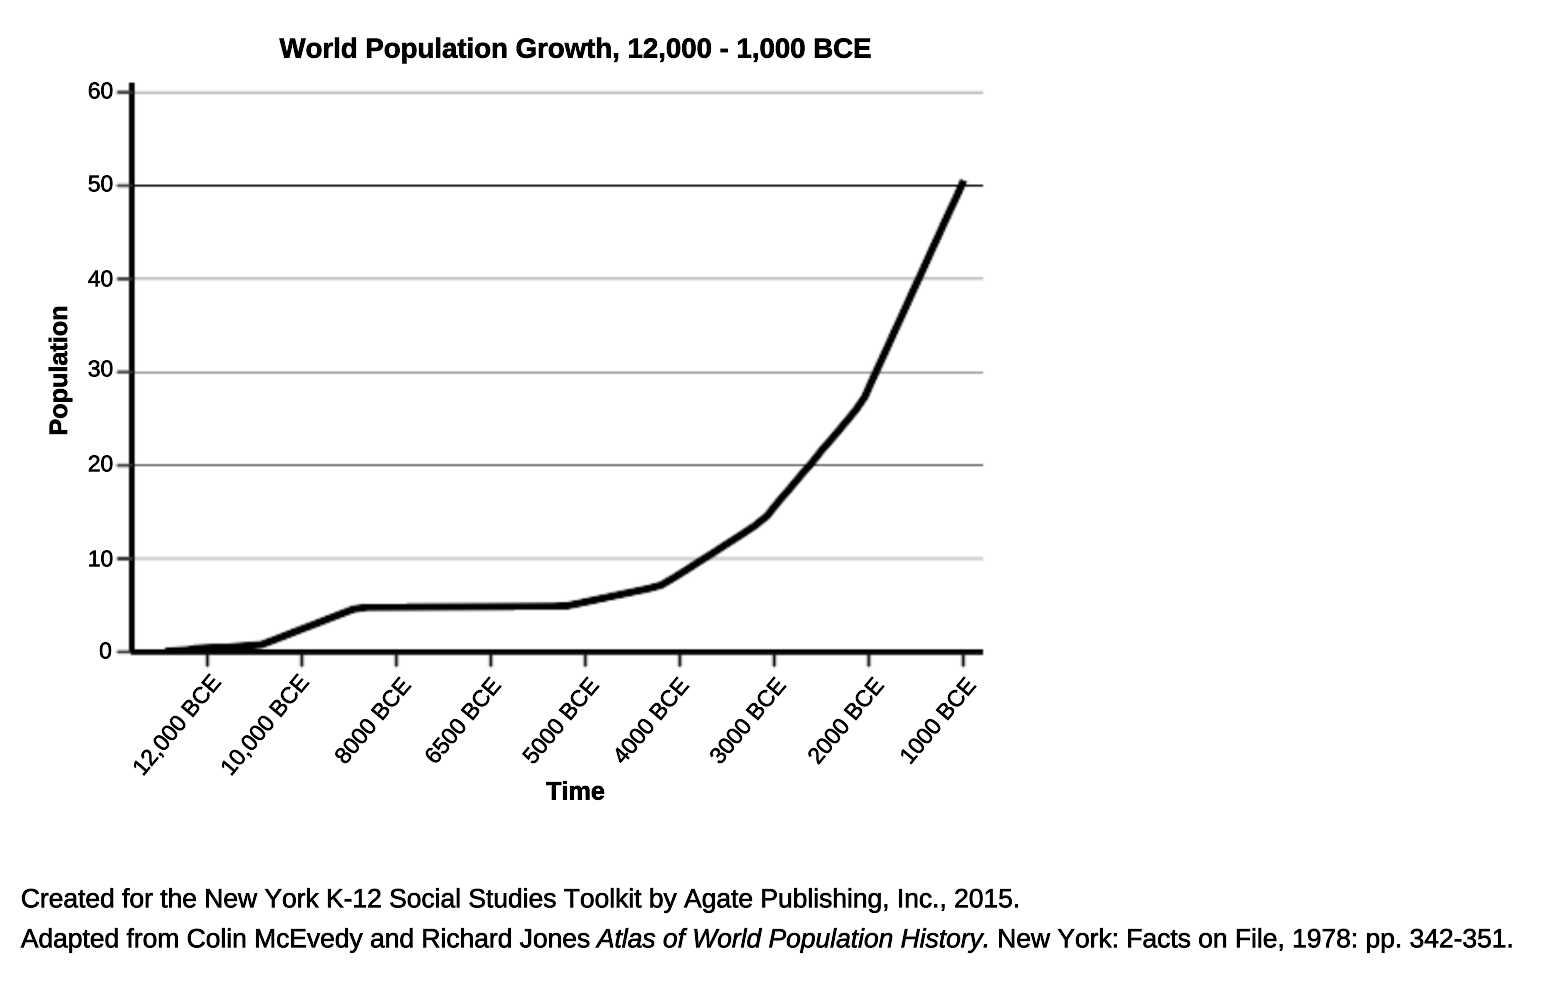 World Population Growth, 12,000 - 1,000 BCE
60
50
40
30
20
10
0
Population
12,000 BCE
10,000 BCE
8000 BCE
6500 BCE
5000 BCE
4000 BCE
3000 BCE
2000 BCE
1000 BCE
Time
Created for the New York K-12 Social Studies Toolkit by Agate Publishing, Inc., 2015.
Adapted from Colin McEvedy and Richard Jones Atlas of World Population History. New York: Facts on File, 1978: pp. 342-351.